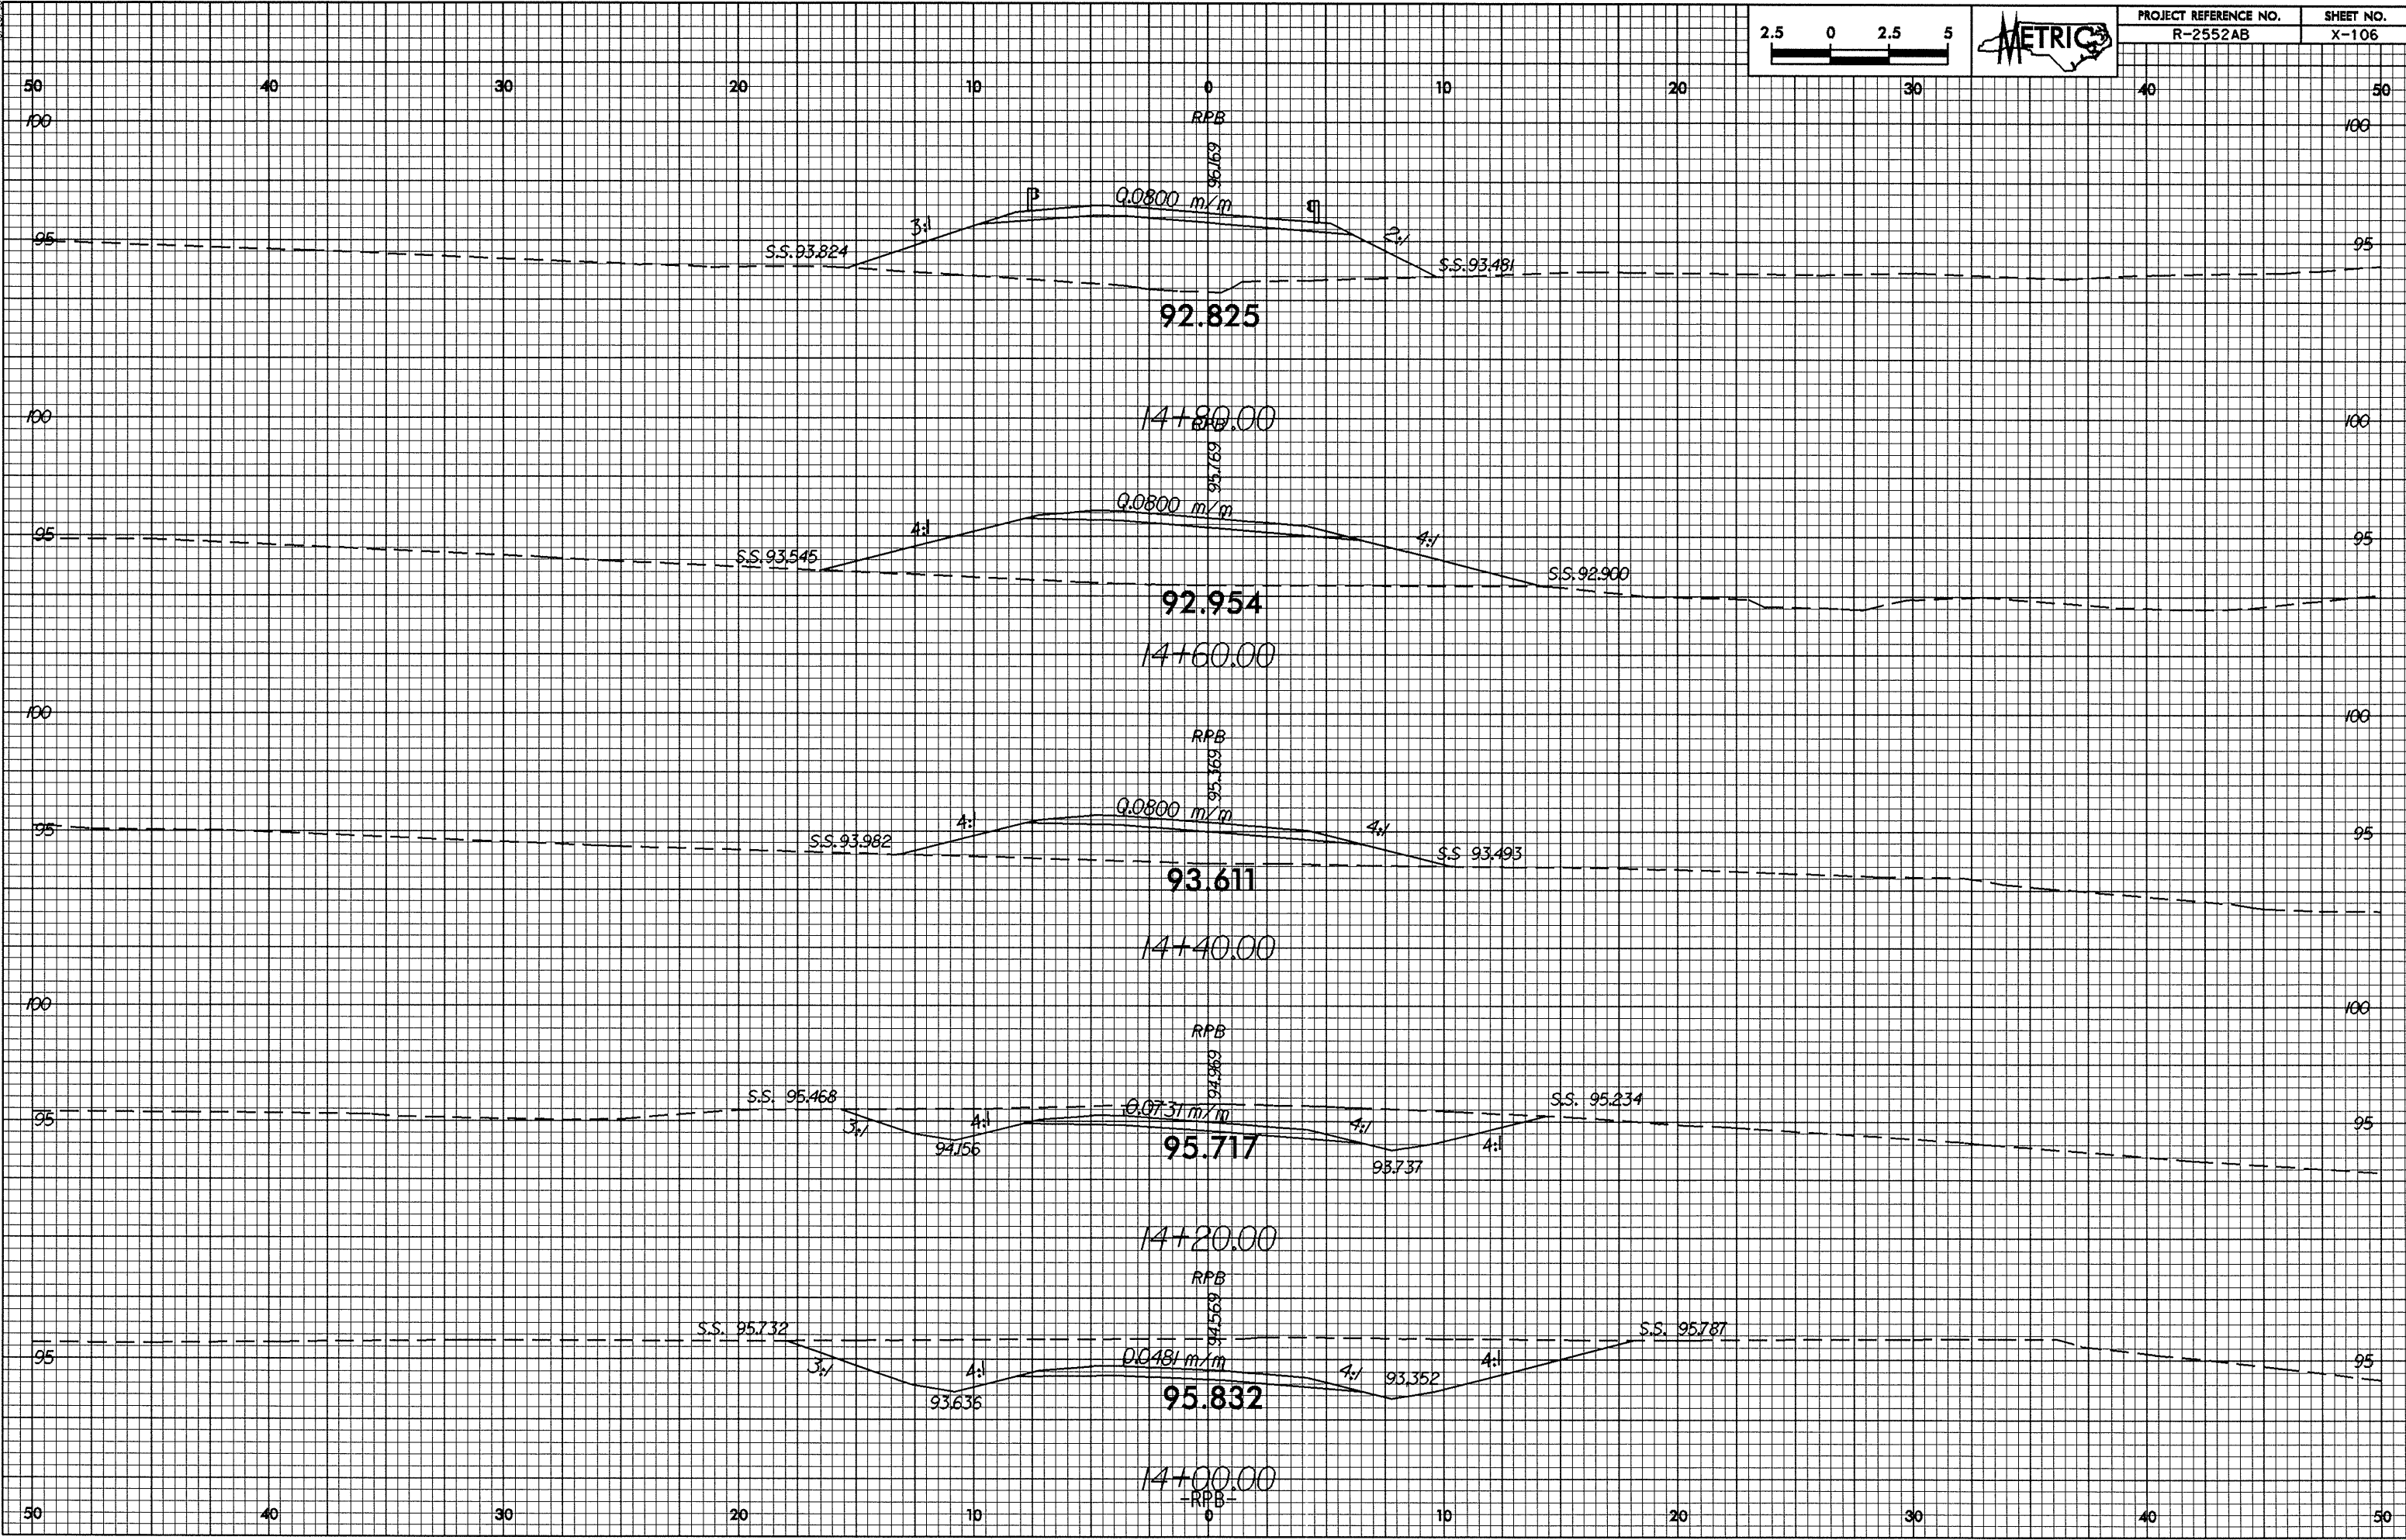 PROJECT REFERENCE NO. SHEET NO.
R-2552AB X-106
2.5 0 2.5 5
METRIC
50 40 30 20 10 0 10 20 30 40 50
RPB
100 100
96.169
0.0800 m/m
3:1 2:1
95 95
S.S. 93.824 S.S. 93.481
92.825
14+80.00
100 100
RPB
95.769
0.0800 m/m
4:1 4:1
95 95
S.S. 93.545 S.S. 92.900
92.954
14+60.00
100 100
RPB
95.369
0.0800 m/m
4: 4:1
95 95
S.S. 93.982 S.S 93.493
93.611
14+40.00
100 100
RPB
94.969
S.S. 95.468 S.S. 95.234
0.0731 m/m
95 95
3:1 4:1 4:1 4:1
94.156 95.717 93.737
14+20.00
RPB
94.569
S.S. 95.732 S.S. 95.787
95 95
0.0481 m/m
3:1 4:1 4:1 4:1
93.636 95.832 93.352
14+00.00
-RPB-
50 40 30 20 10 0 10 20 30 40 50